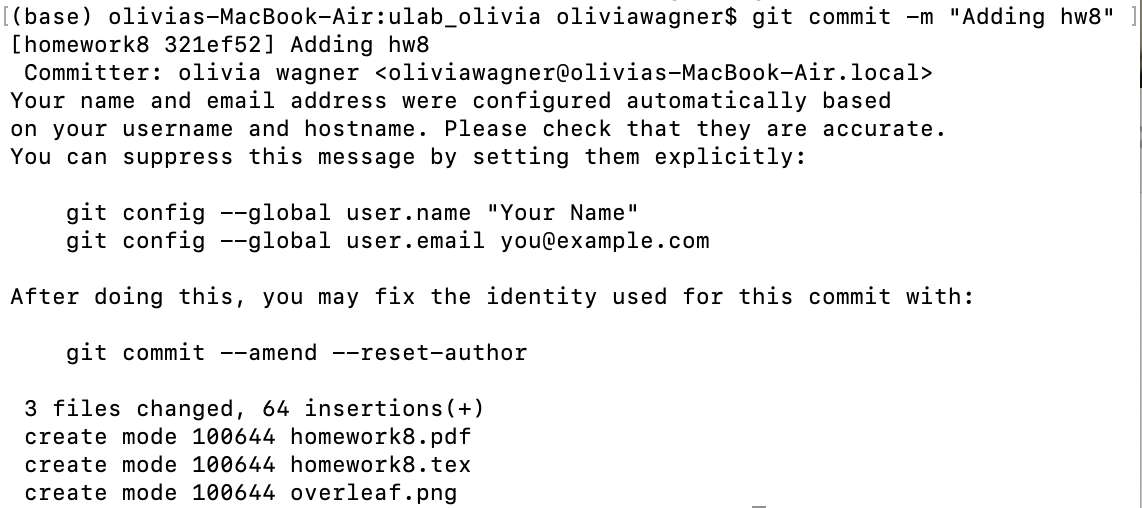 [(base) olivias-MacBook-Air:ulab_olivia oliviawagner$ git commit -m "Adding hw8" ]
[homework8 321ef52] Adding hw8
 Committer: olivia wagner <oliviawagner@olivias-MacBook-Air.local>
Your name and email address were configured automatically based
on your username and hostname. Please check that they are accurate.
You can suppress this message by setting them explicitly:

    git config --global user.name "Your Name"
    git config --global user.email you@example.com

After doing this, you may fix the identity used for this commit with:

    git commit --amend --reset-author

 3 files changed, 64 insertions(+)
 create mode 100644 homework8.pdf
 create mode 100644 homework8.tex
 create mode 100644 overleaf.png